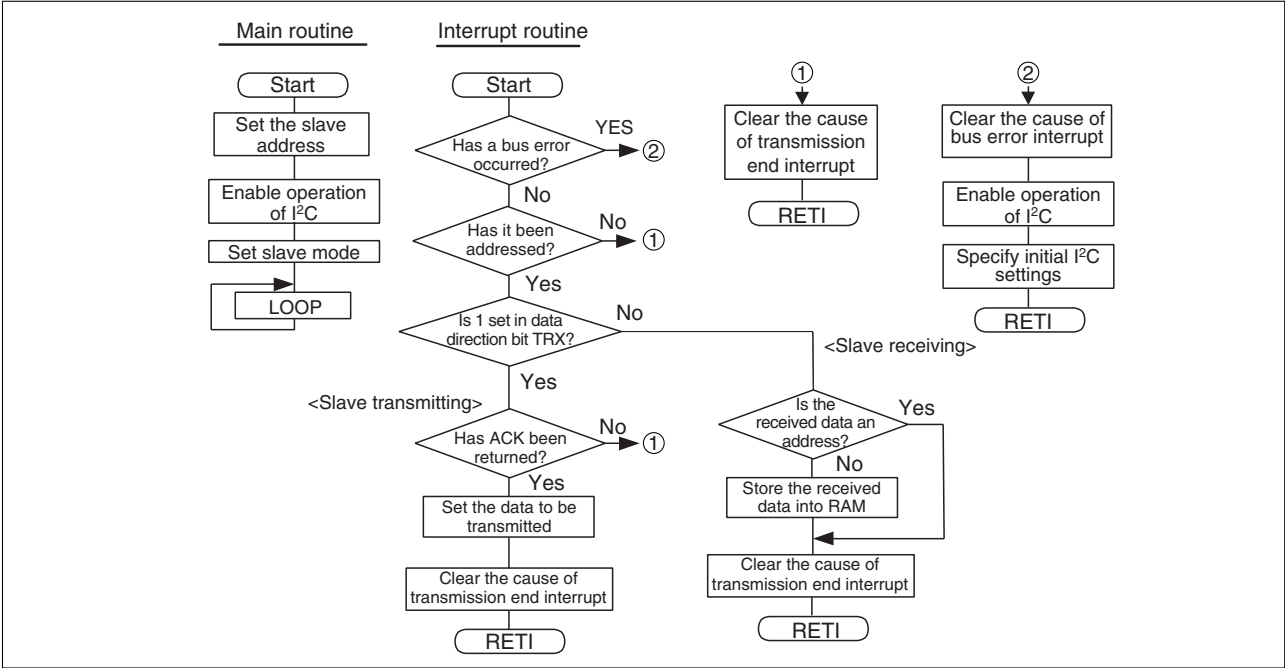 Main routine
Start
Set the slave
address
Enable operation
of I²C
Set slave mode
LOOP
Interrupt routine
Start
Has a bus error
occurred?
YES
②
No
Has it been
addressed?
No
①
Yes
Is 1 set in data
direction bit TRX?
No
Yes
<Slave transmitting>
Has ACK been
returned?
No
①
Yes
Set the data to be
transmitted
Clear the cause of
transmission end interrupt
RETI
<Slave receiving>
Is the
received data an
address?
Yes
No
Store the received
data into RAM
Clear the cause of
transmission end interrupt
RETI
①
Clear the cause
of transmission
end interrupt
RETI
②
Clear the cause of
bus error interrupt
Enable operation
of I²C
Specify initial I²C
settings
RETI